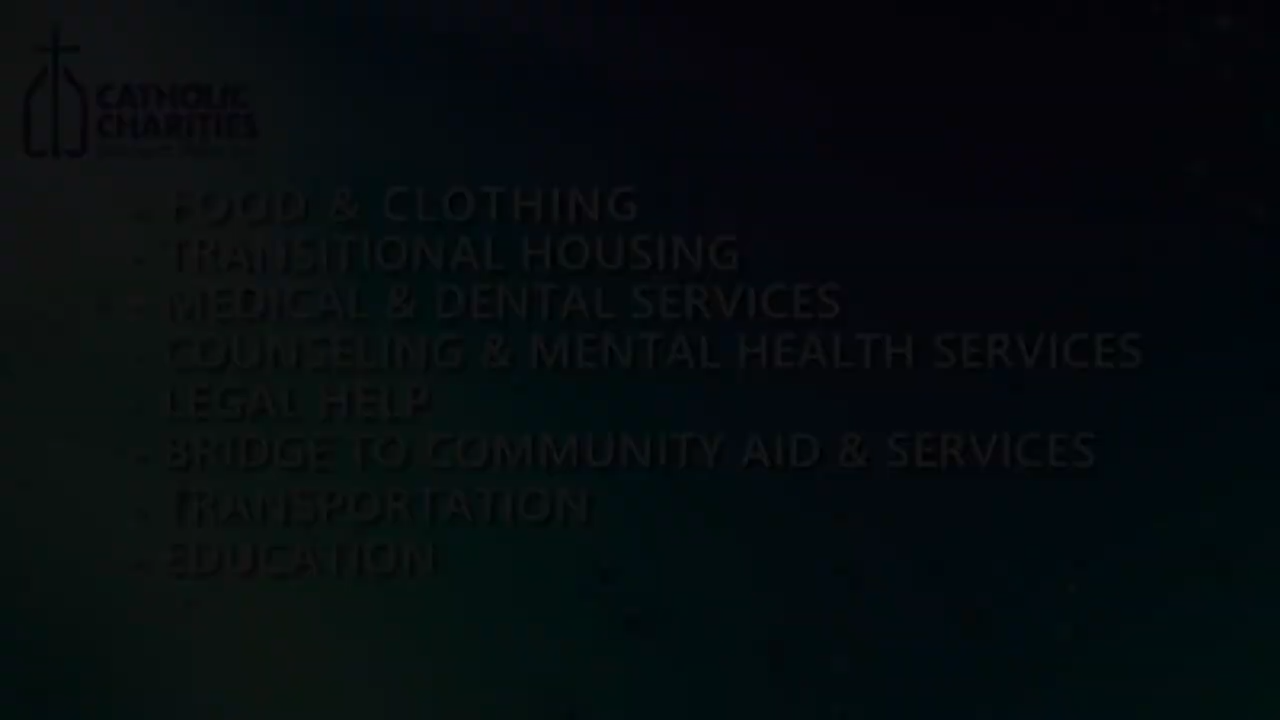 CATHOLIC
CHARITIES
- FOOD & CLOTHING
- TRANSITIONAL HOUSING
- MEDICAL & DENTAL SERVICES
- COUNSELING & MENTAL HEALTH SERVICES
- LEGAL HELP
- BRIDGE TO COMMUNITY AID & SERVICES
- TRANSPORTATION
- EDUCATION